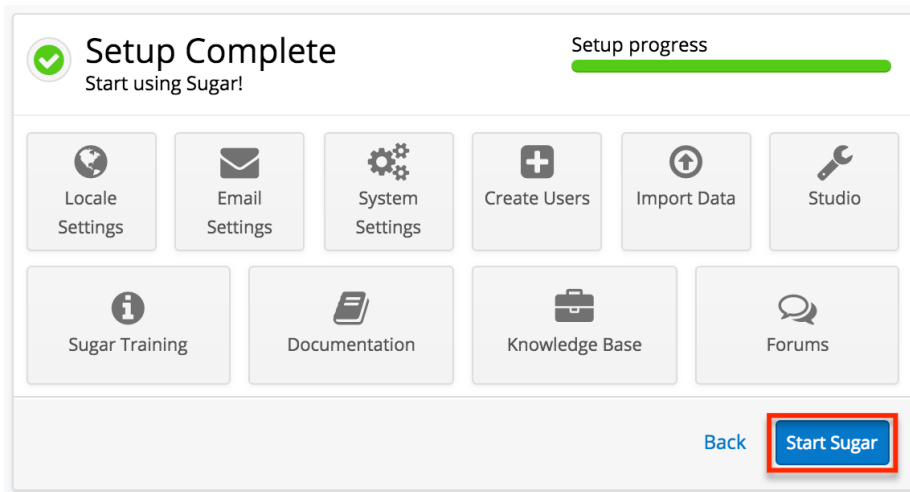 Setup Complete
Setup progress
Start using Sugar!
Locale
Settings
Email
Settings
System
Settings
Create Users
Import Data
Studio
Sugar Training
Documentation
Knowledge Base
Forums
Back
Start Sugar